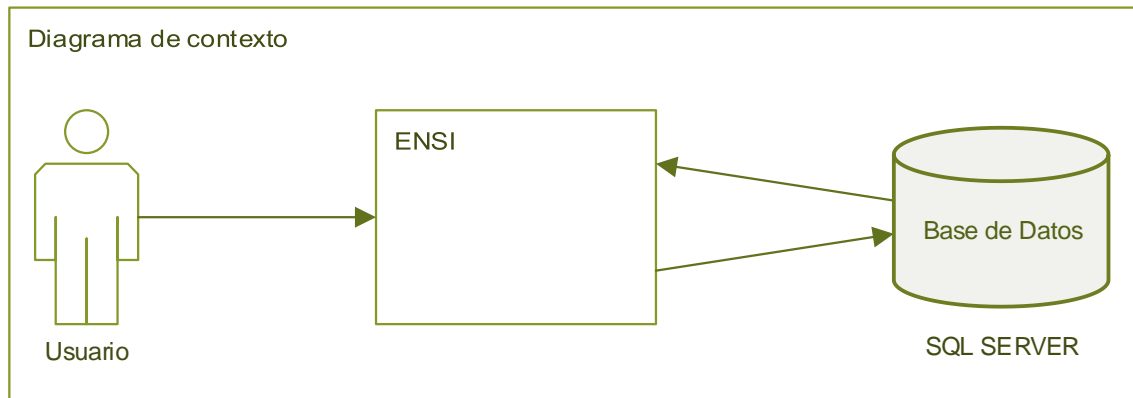 Diagrama de contexto
ENSI
Base de Datos
Usuario
SQL SERVER